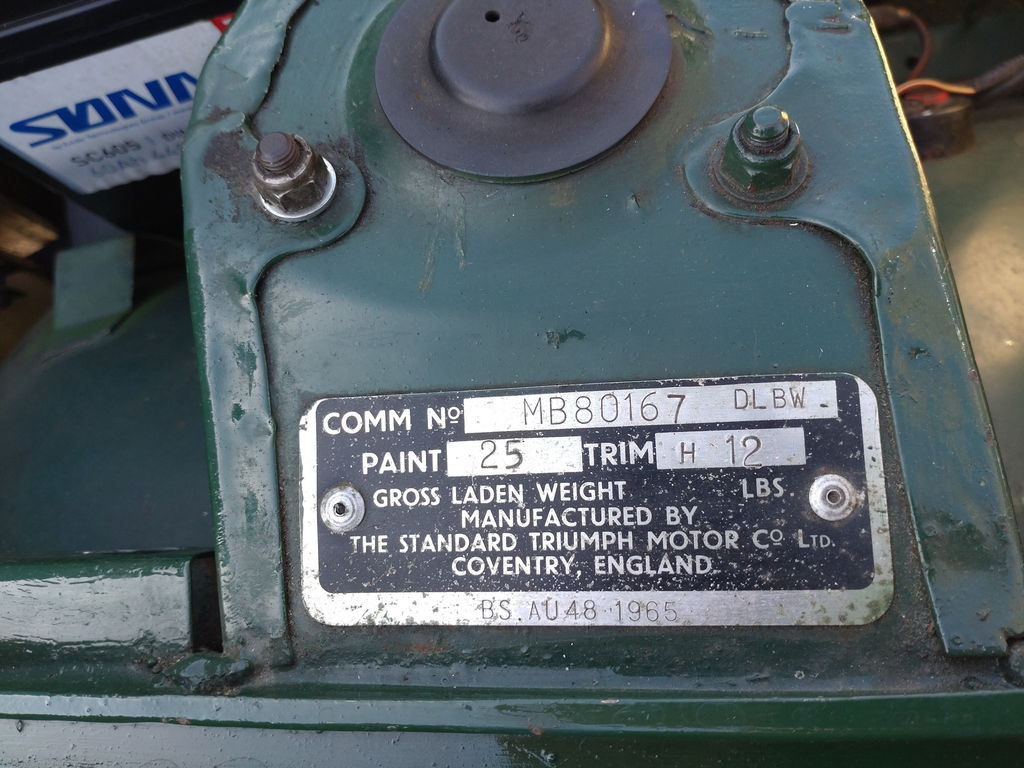 SC605
COMM Nº MB80167 DLBW
PAINT 25 TRIM H 12
GROSS LADEN WEIGHT LBS.
MANUFACTURED BY
THE STANDARD TRIUMPH MOTOR Cº LTD.
COVENTRY, ENGLAND.
BS. AU48 1965